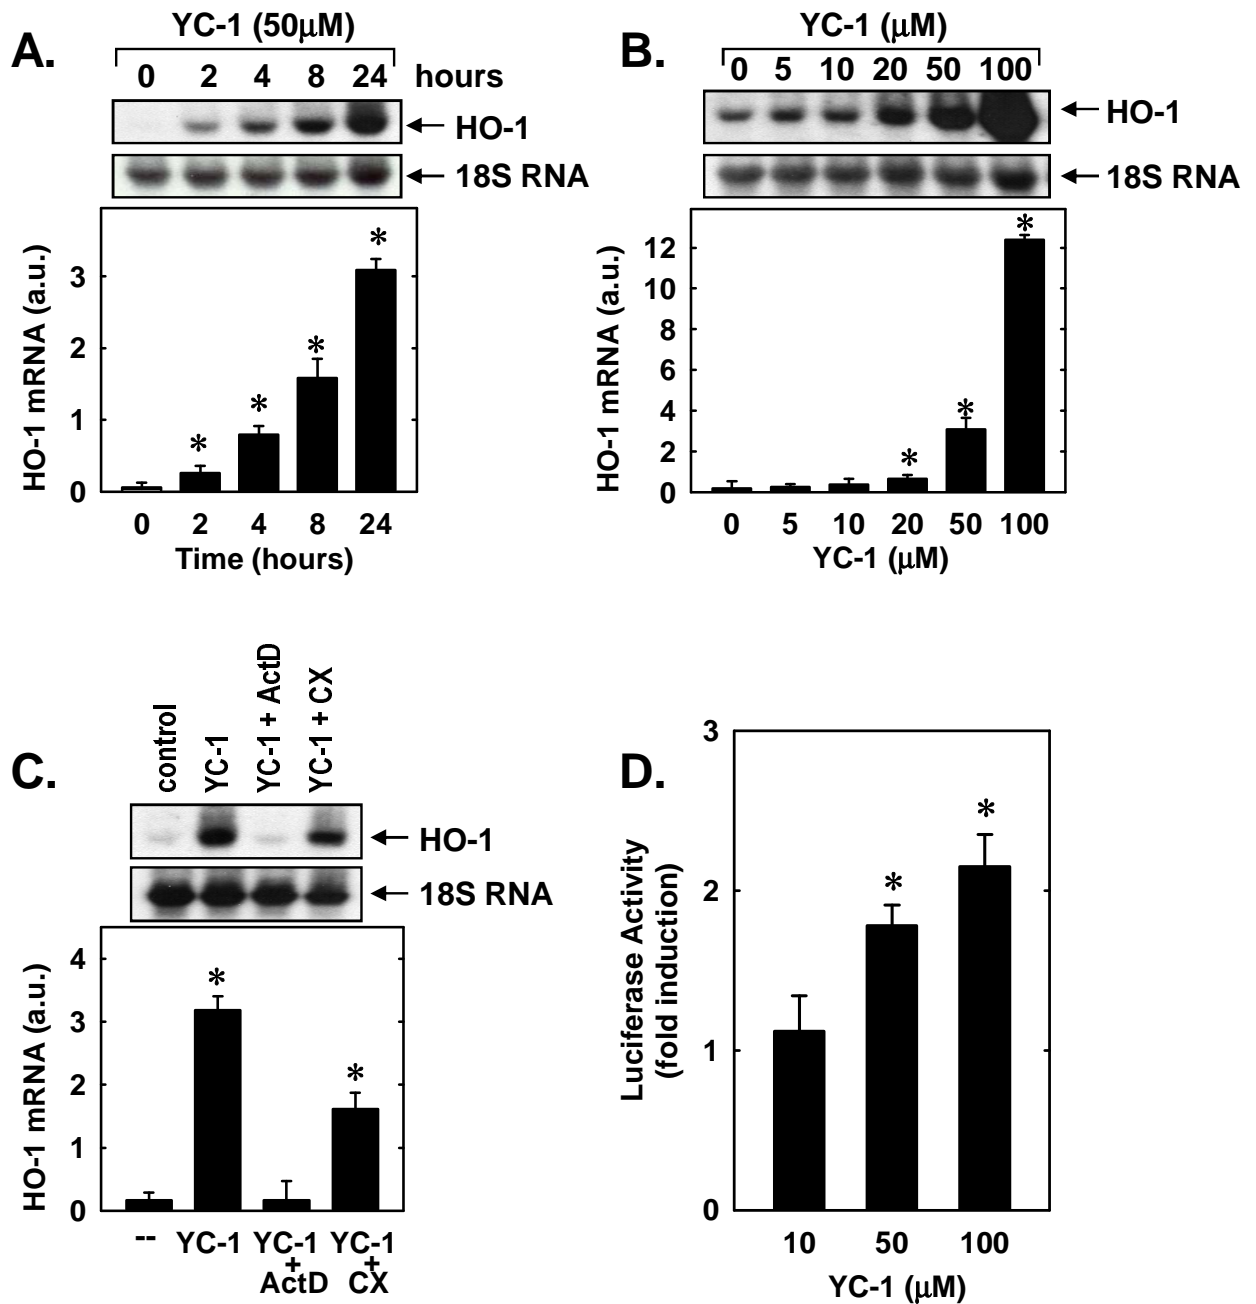 A.
YC-1 (50μM)
0 2 4 8 24 hours
HO-1
18S RNA
HO-1 mRNA (a.u.)
3
2
1
0
* * * *
0 2 4 8 24
Time (hours)
B.
YC-1 (μM)
0 5 10 20 50 100
HO-1
18S RNA
HO-1 mRNA (a.u.)
12
10
8
6
4
2
0
* * *
0 5 10 20 50 100
YC-1 (μM)
C.
control
YC-1
YC-1 + ActD
YC-1 + CX
HO-1
18S RNA
HO-1 mRNA (a.u.)
4
3
2
1
0
* *
-- YC-1 YC-1 YC-1
+ +
ActD CX
D.
Luciferase Activity
(fold induction)
3
2
1
0
* *
10 50 100
YC-1 (μM)